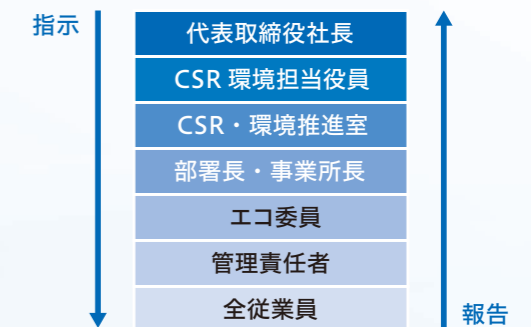 指示
代表取締役社長
CSR 環境担当役員
CSR・環境推進室
部署長・事業所長
エコ委員
管理責任者
全従業員
報告